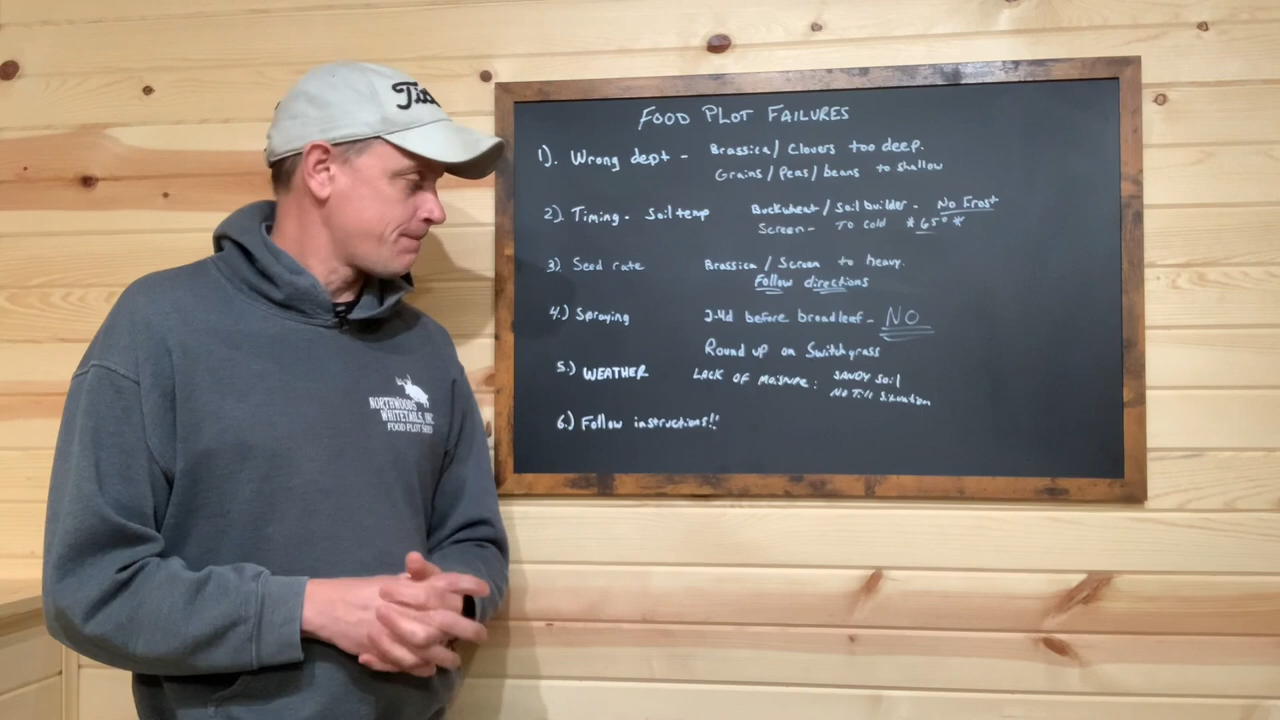 Tit
NORTHWOODS
WHITETAILS, INC
FOOD PLOT SEED
FOOD PLOT FAILURES
1). Wrong dept - Brassica/Clovers too deep.
Grains/Peas/beans to shallow
2). Timing - Soil temp Buckwheat/Soil builder - No Frost
Screen - To Cold *65°*
3). Seed rate Brassica/Screen to heavy.
Follow directions
4.) Spraying 2-4d before broadleaf - NO
Round up on Switchgrass
5.) WEATHER LACK OF Moisture: SANDY Soil
No Till Situation
6.) Follow instructions!!